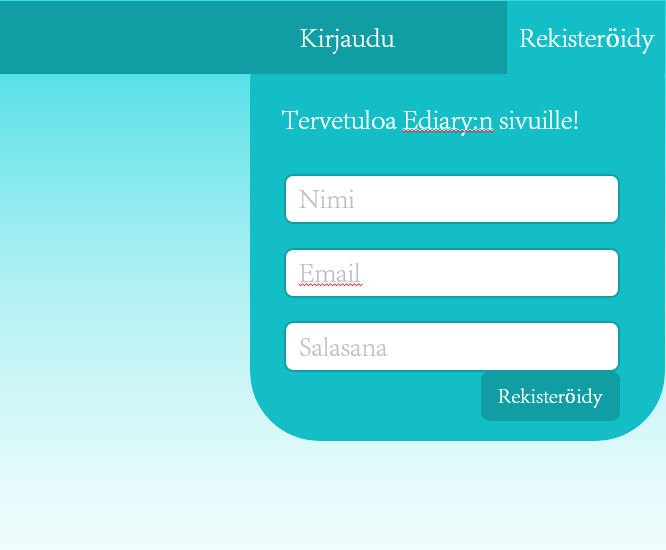 Kirjaudu
Rekisteröidy
Tervetuloa Ediary:n sivuille!
Nimi
Email
Salasana
Rekisteröidy